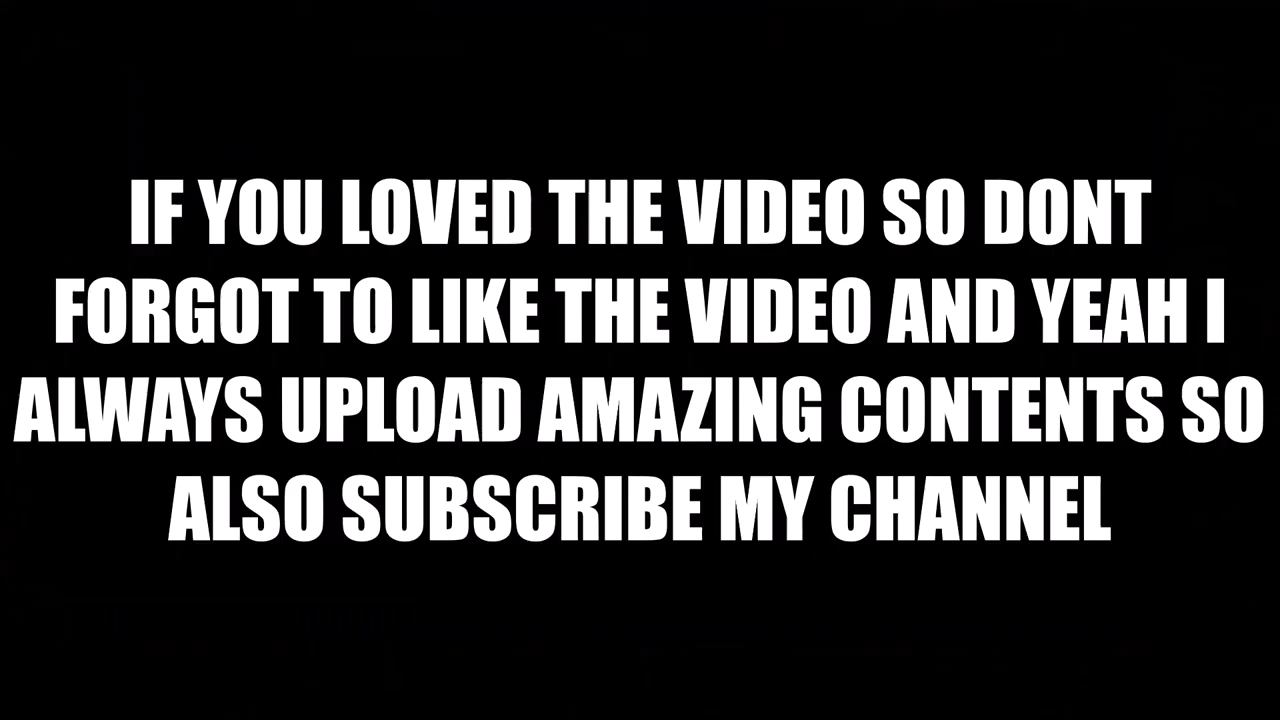 IF YOU LOVED THE VIDEO SO DONT
FORGOT TO LIKE THE VIDEO AND YEAH I
ALWAYS UPLOAD AMAZING CONTENTS SO
ALSO SUBSCRIBE MY CHANNEL